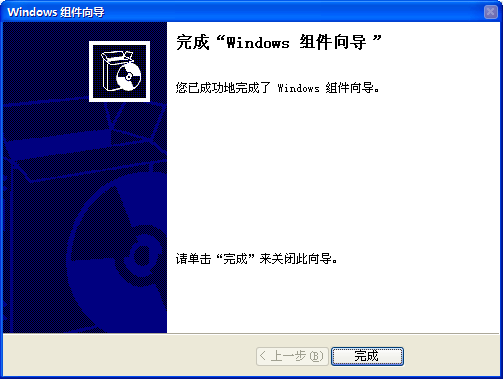 Windows 组件向导
完成“Windows 组件向导 ”
您已成功地完成了 Windows 组件向导。
请单击“完成”来关闭此向导。
< 上一步(B)
完成